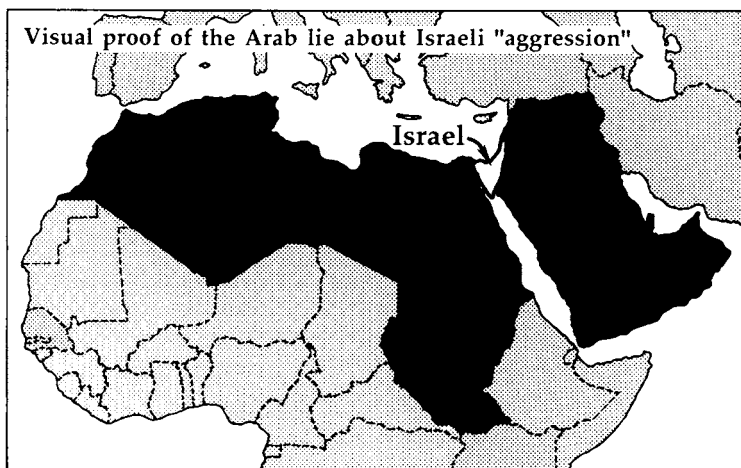 Visual proof of the Arab lie about Israeli "aggression"
Israel